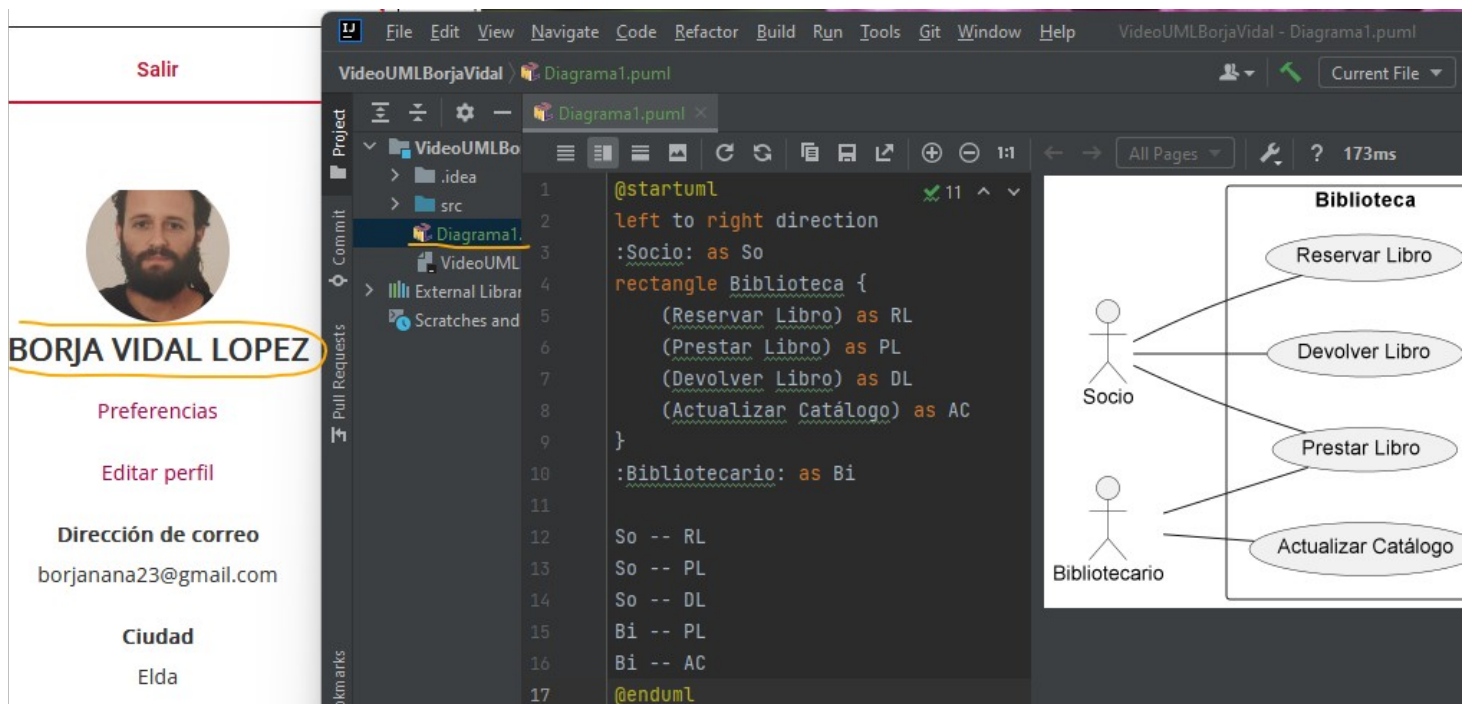 Salir
BORJA VIDAL LOPEZ
Preferencias
Editar perfil
Dirección de correo
borjanana23@gmail.com
Ciudad
Elda
File Edit View Navigate Code Refactor Build Run Tools Git Window Help VideoUMLBorjaVidal - Diagrama1.puml
VideoUMLBorjaVidal Diagrama1.puml Current File
Project
Commit
Pull Requests
okmarks
VideoUMLBo
.idea
src
Diagrama1.
VideoUML
External Librar
Scratches and
Diagrama1.puml
1:1 All Pages ? 173ms
11
1 @startuml
2 left to right direction
3 :Socio: as So
4 rectangle Biblioteca {
5 (Reservar Libro) as RL
6 (Prestar Libro) as PL
7 (Devolver Libro) as DL
8 (Actualizar Catálogo) as AC
9 }
10 :Bibliotecario: as Bi
11
12 So -- RL
13 So -- PL
14 So -- DL
15 Bi -- PL
16 Bi -- AC
17 @enduml
Biblioteca
Reservar Libro
Devolver Libro
Socio
Prestar Libro
Actualizar Catálogo
Bibliotecario